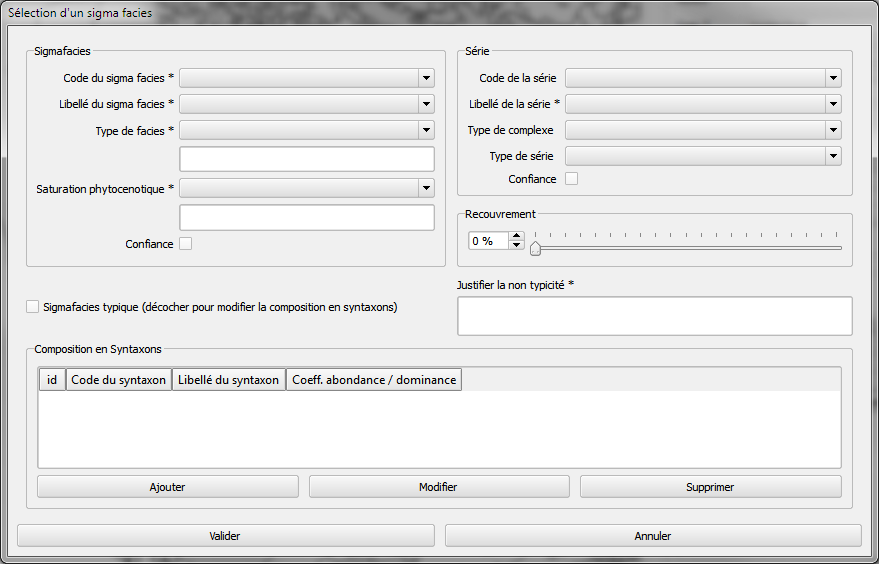 Sélection d'un sigma facies
Sigmafacies
Code du sigma facies *
Libellé du sigma facies *
Type de facies *
Saturation phytocenotique *
Confiance
Série
Code de la série
Libellé de la série *
Type de complexe
Type de série
Confiance
Recouvrement
0 %
Sigmafacies typique (décocher pour modifier la composition en syntaxons)
Justifier la non typicité *
Composition en Syntaxons
id Code du syntaxon Libellé du syntaxon Coeff. abondance / dominance
Ajouter Modifier Supprimer
Valider Annuler